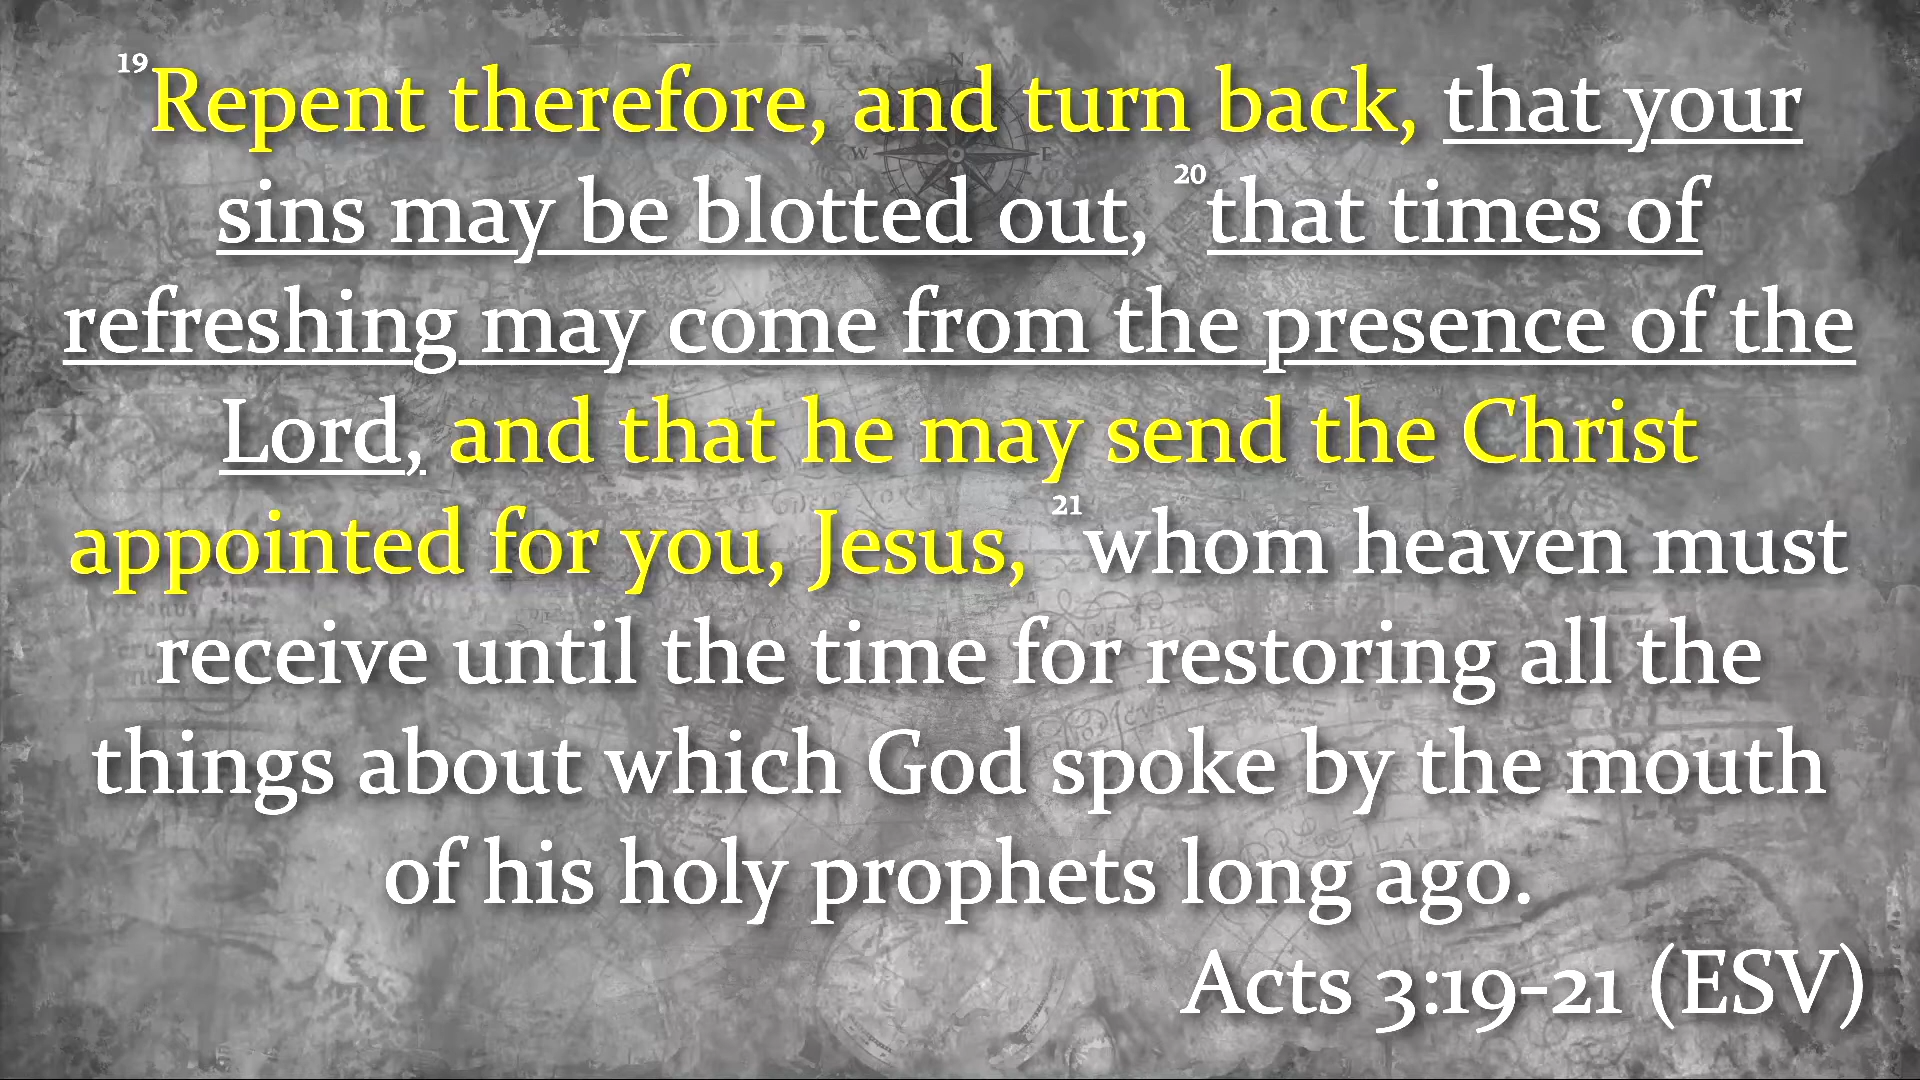 19Repent therefore, and turn back, that your
sins may be blotted out, 20that times of
refreshing may come from the presence of the
Lord, and that he may send the Christ
appointed for you, Jesus, 21whom heaven must
receive until the time for restoring all the
things about which God spoke by the mouth
of his holy prophets long ago.
Acts 3:19-21 (ESV)
N
W
E